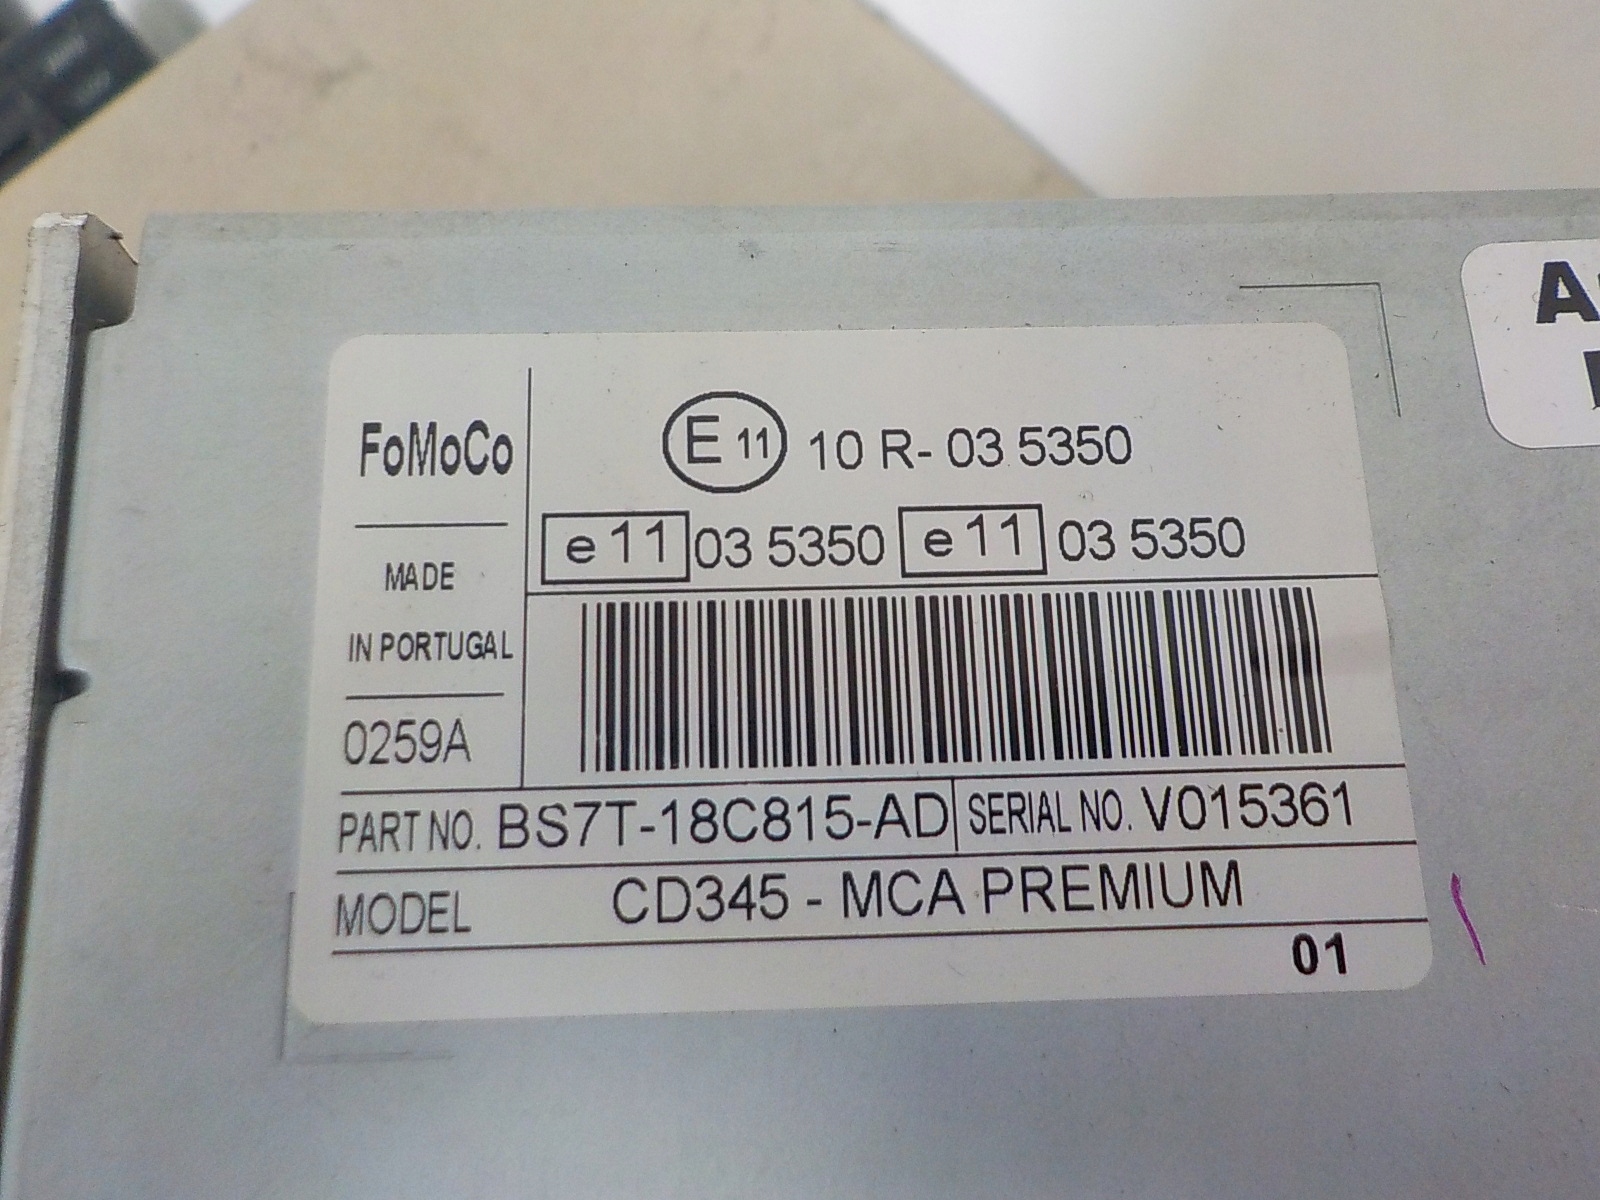 FoMoCo
E 11 10 R- 03 5350
e 11 03 5350 e 11 03 5350
MADE
IN PORTUGAL
0259A
PART NO. BS7T-18C815-AD SERIAL NO. V015361
MODEL CD345 - MCA PREMIUM
01